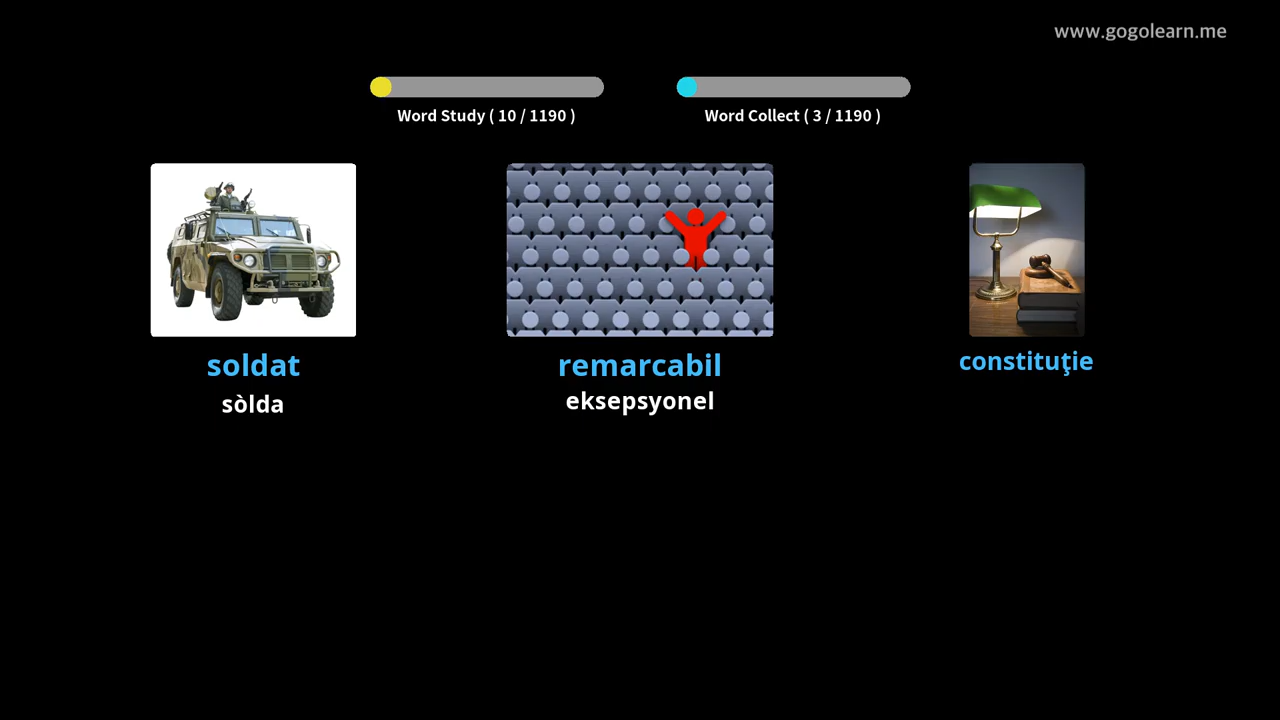 www.gogolearn.me
Word Study ( 10 / 1190 )
Word Collect ( 3 / 1190 )
soldat
sòlda
remarcabil
eksepsyonel
constituţie